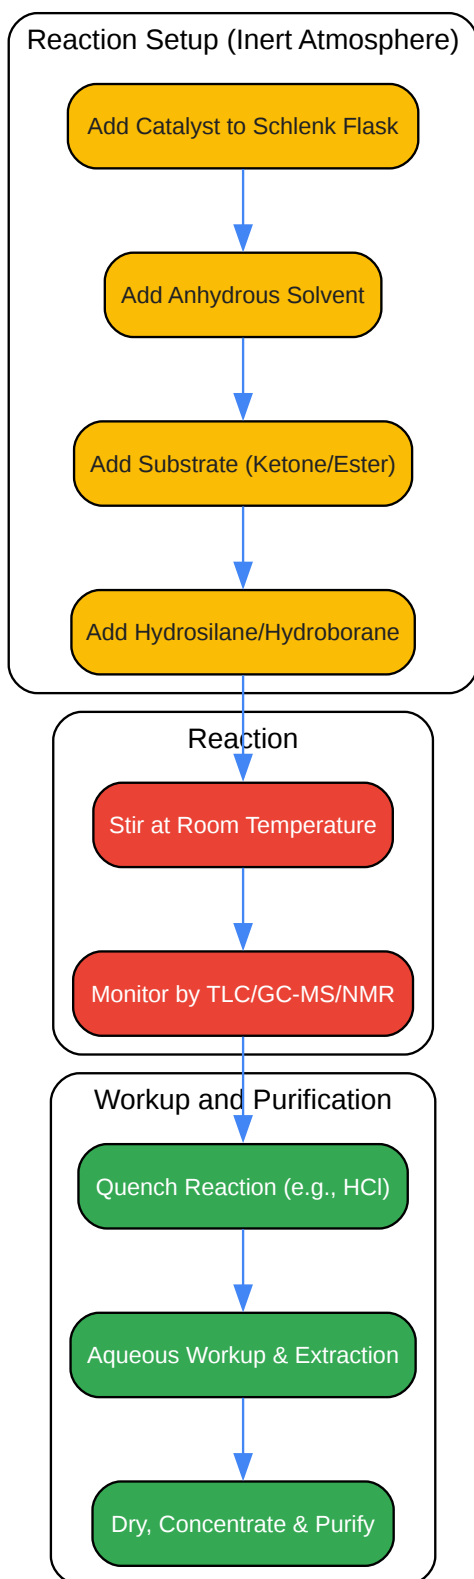 Reaction Setup (Inert Atmosphere)
Add Catalyst to Schlenk Flask
Add Anhydrous Solvent
Add Substrate (Ketone/Ester)
Add Hydrosilane/Hydroborane
Reaction
Stir at Room Temperature
Monitor by TLC/GC-MS/NMR
Workup and Purification
Quench Reaction (e.g., HCl)
Aqueous Workup & Extraction
Dry, Concentrate & Purify